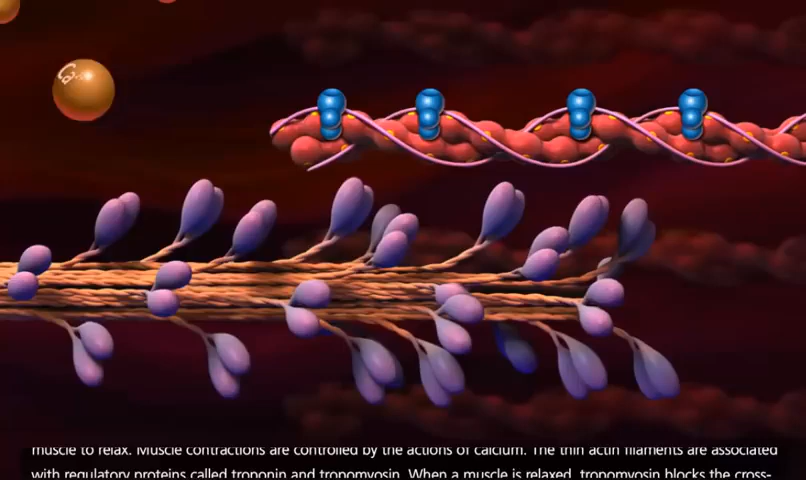 Ca++
muscle to relax. Muscle contractions are controlled by the actions of calcium. The thin actin filaments are associated
with regulatory proteins called troponin and tropomyosin. When a muscle is relaxed, tropomyosin blocks the cross-